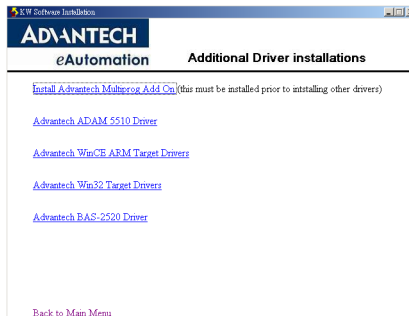 KW Software Installation
ADVANTECH
eAutomation
Additional Driver installations
Install Advantech Multiprog Add On (this must be installed prior to intstalling other drivers)
Advantech ADAM 5510 Driver
Advantech WinCE ARM Target Drivers
Advantech Win32 Target Drivers
Advantech BAS-2520 Driver
Back to Main Menu